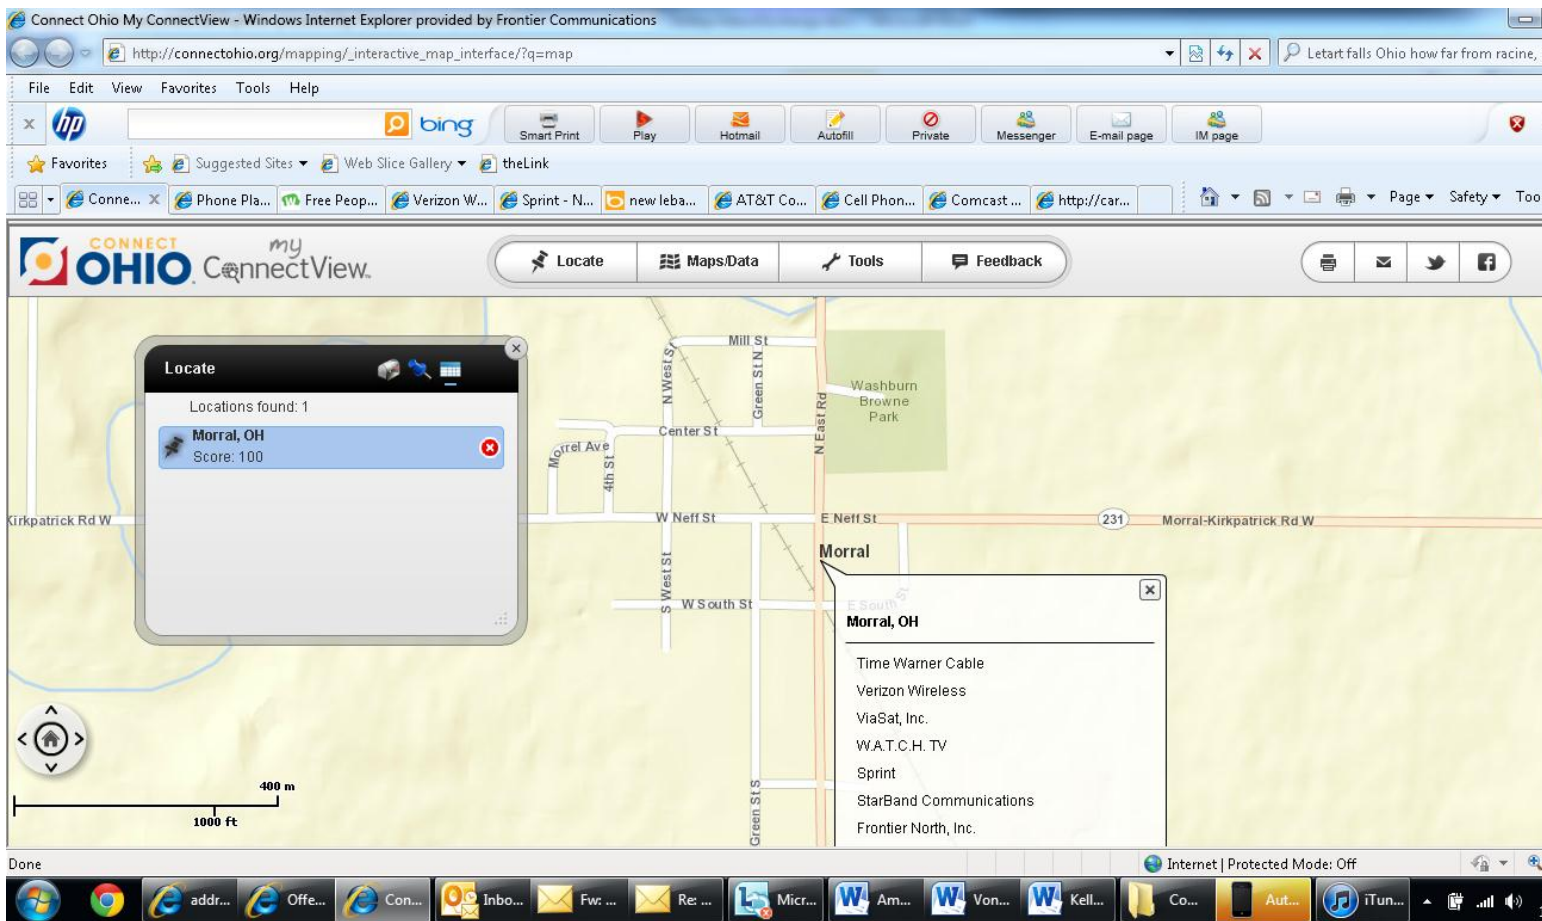 Connect Ohio My ConnectView - Windows Internet Explorer provided by Frontier Communications
http://connectohio.org/mapping/_interactive_map_interface/?q=map
Letart falls Ohio how far from racine,
File Edit View Favorites Tools Help
x hp bing Smart Print Play Hotmail Autofill Private Messenger E-mail page IM page
Favorites Suggested Sites Web Slice Gallery theLink
Conne... X Phone Pla... Free Peop... Verizon W... Sprint - N... new leba... AT&T Co... Cell Phon... Comcast ... http://car... Page Safety Too
CONNECT OHIO my ConnectView. Locate Maps/Data Tools Feedback
Locate
Locations found: 1
Morral, OH
Score: 100
Mill St
N West St
Green St N
N East Rd
Washburn
Browne
Park
Center St
Morrel Ave
4th St
Kirkpatrick Rd W
W Neff St
E Neff St
231
Morral-Kirkpatrick Rd W
Morral
S West St
W South St
E South St
Green St S
Morral, OH
Time Warner Cable
Verizon Wireless
ViaSat, Inc.
W.A.T.C.H. TV
Sprint
StarBand Communications
Frontier North, Inc.
400 m
1000 ft
Done
Internet | Protected Mode: Off
addr... Offe... Con... Inbo... Fw: ... Re: ... Micr... Am... Von... Kell... Co... Aut... iTun...